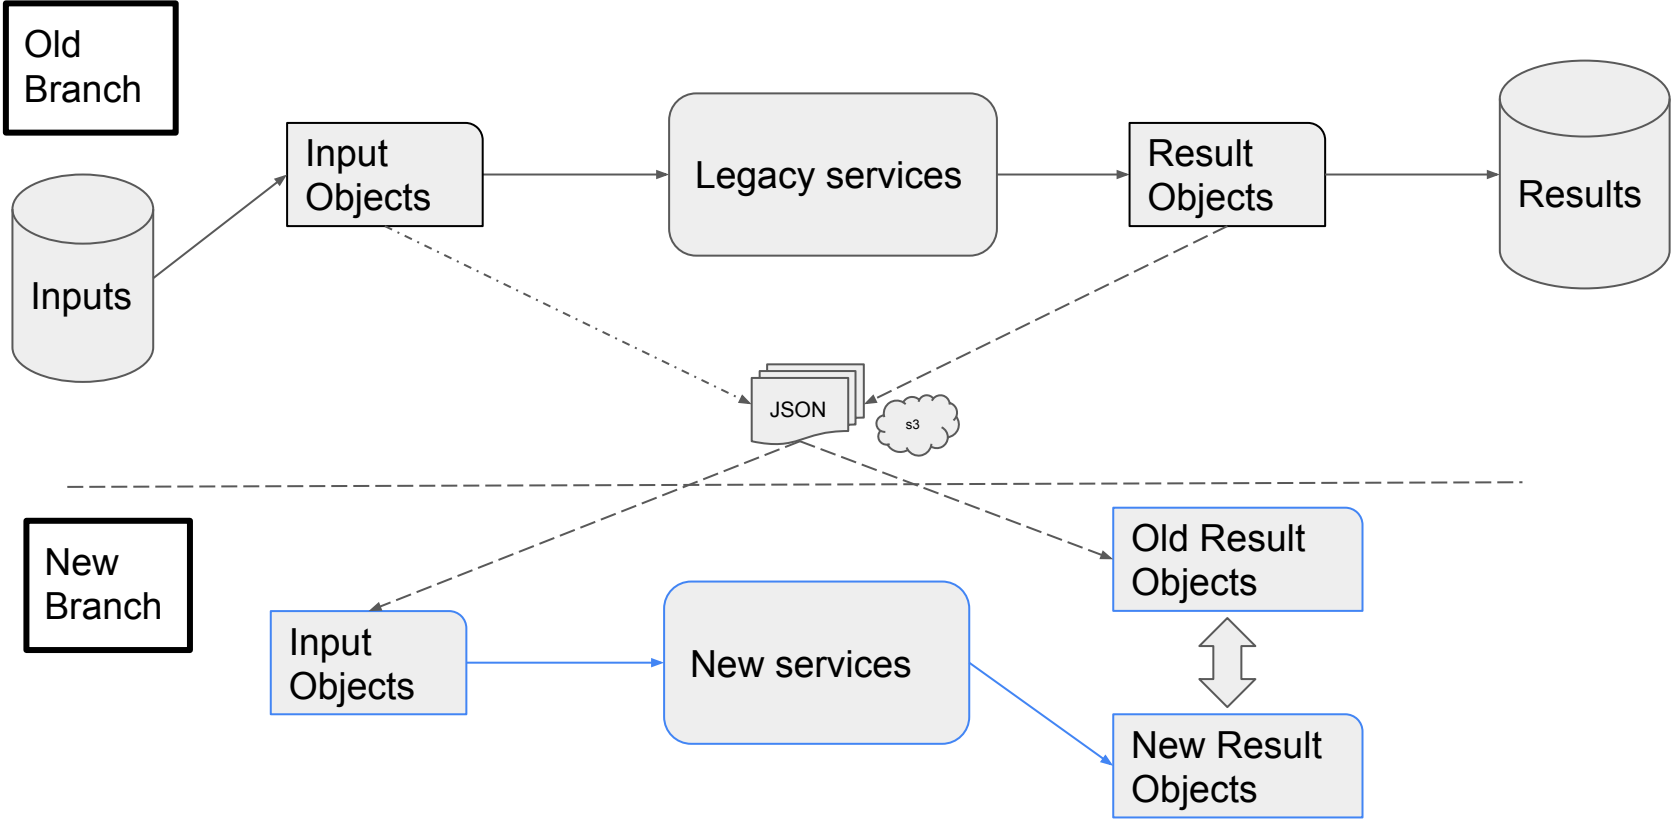 Old
Branch
Input
Objects
Legacy services
Result
Objects
Results
Inputs
JSON
s3
New
Branch
Old Result
Objects
Input
Objects
New services
New Result
Objects